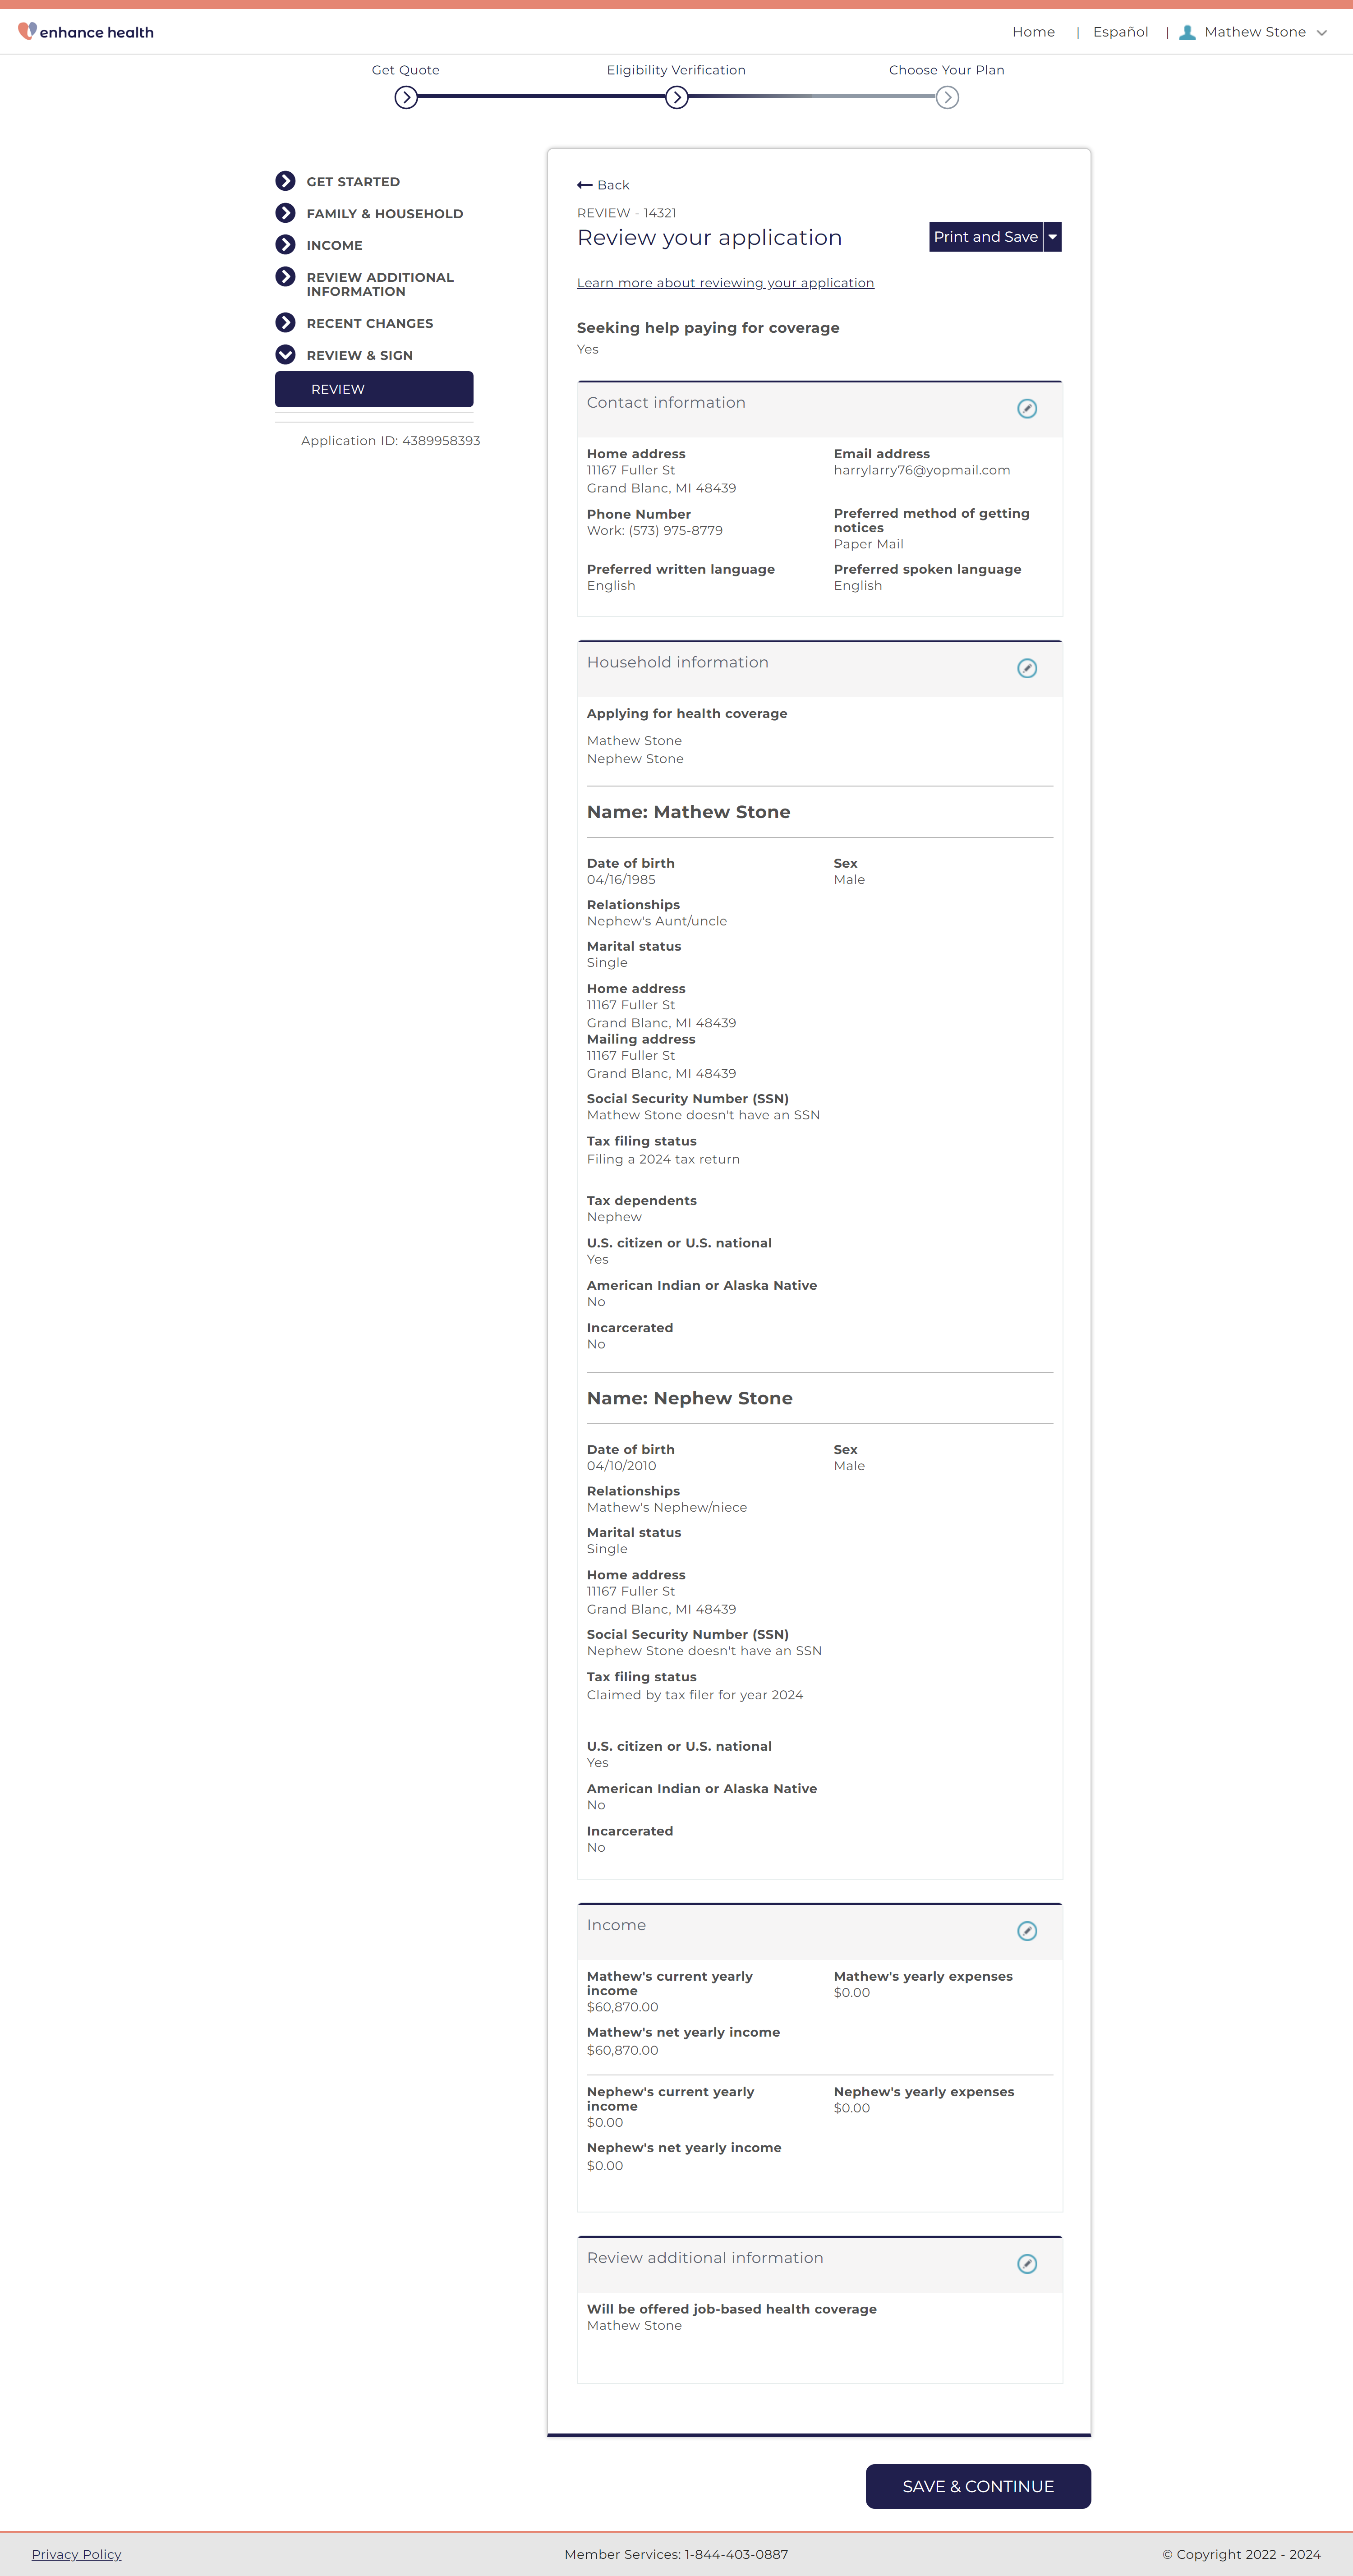 enhance health
Home | Español | Mathew Stone
Get Quote
Eligibility Verification
Choose Your Plan
GET STARTED
FAMILY & HOUSEHOLD
INCOME
REVIEW ADDITIONAL
INFORMATION
RECENT CHANGES
REVIEW & SIGN
REVIEW
Application ID: 4389958393
Back
REVIEW - 14321
Review your application
Print and Save
Learn more about reviewing your application
Seeking help paying for coverage
Yes
Contact information
Home address
11167 Fuller St
Grand Blanc, MI 48439
Email address
harrylarry76@yopmail.com
Phone Number
Work: (573) 975-8779
Preferred method of getting
notices
Paper Mail
Preferred written language
English
Preferred spoken language
English
Household information
Applying for health coverage
Mathew Stone
Nephew Stone
Name: Mathew Stone
Date of birth
04/16/1985
Sex
Male
Relationships
Nephew's Aunt/uncle
Marital status
Single
Home address
11167 Fuller St
Grand Blanc, MI 48439
Mailing address
11167 Fuller St
Grand Blanc, MI 48439
Social Security Number (SSN)
Mathew Stone doesn't have an SSN
Tax filing status
Filing a 2024 tax return
Tax dependents
Nephew
U.S. citizen or U.S. national
Yes
American Indian or Alaska Native
No
Incarcerated
No
Name: Nephew Stone
Date of birth
04/10/2010
Sex
Male
Relationships
Mathew's Nephew/niece
Marital status
Single
Home address
11167 Fuller St
Grand Blanc, MI 48439
Social Security Number (SSN)
Nephew Stone doesn't have an SSN
Tax filing status
Claimed by tax filer for year 2024
U.S. citizen or U.S. national
Yes
American Indian or Alaska Native
No
Incarcerated
No
Income
Mathew's current yearly
income
$60,870.00
Mathew's yearly expenses
$0.00
Mathew's net yearly income
$60,870.00
Nephew's current yearly
income
$0.00
Nephew's yearly expenses
$0.00
Nephew's net yearly income
$0.00
Review additional information
Will be offered job-based health coverage
Mathew Stone
SAVE & CONTINUE
Privacy Policy
Member Services: 1-844-403-0887
© Copyright 2022 - 2024